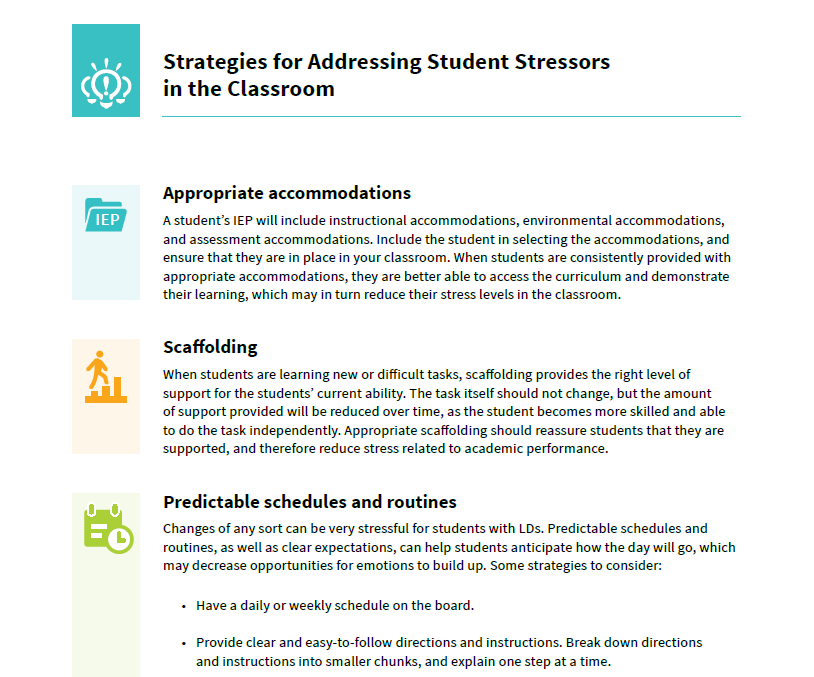 Strategies for Addressing Student Stressors
in the Classroom
IEP
Appropriate accommodations
A student’s IEP will include instructional accommodations, environmental accommodations,
and assessment accommodations. Include the student in selecting the accommodations, and
ensure that they are in place in your classroom. When students are consistently provided with
appropriate accommodations, they are better able to access the curriculum and demonstrate
their learning, which may in turn reduce their stress levels in the classroom.
Scaffolding
When students are learning new or difficult tasks, scaffolding provides the right level of
support for the students’ current ability. The task itself should not change, but the amount
of support provided will be reduced over time, as the student becomes more skilled and able
to do the task independently. Appropriate scaffolding should reassure students that they are
supported, and therefore reduce stress related to academic performance.
Predictable schedules and routines
Changes of any sort can be very stressful for students with LDs. Predictable schedules and
routines, as well as clear expectations, can help students anticipate how the day will go, which
may decrease opportunities for emotions to build up. Some strategies to consider:
• Have a daily or weekly schedule on the board.
• Provide clear and easy-to-follow directions and instructions. Break down directions
and instructions into smaller chunks, and explain one step at a time.